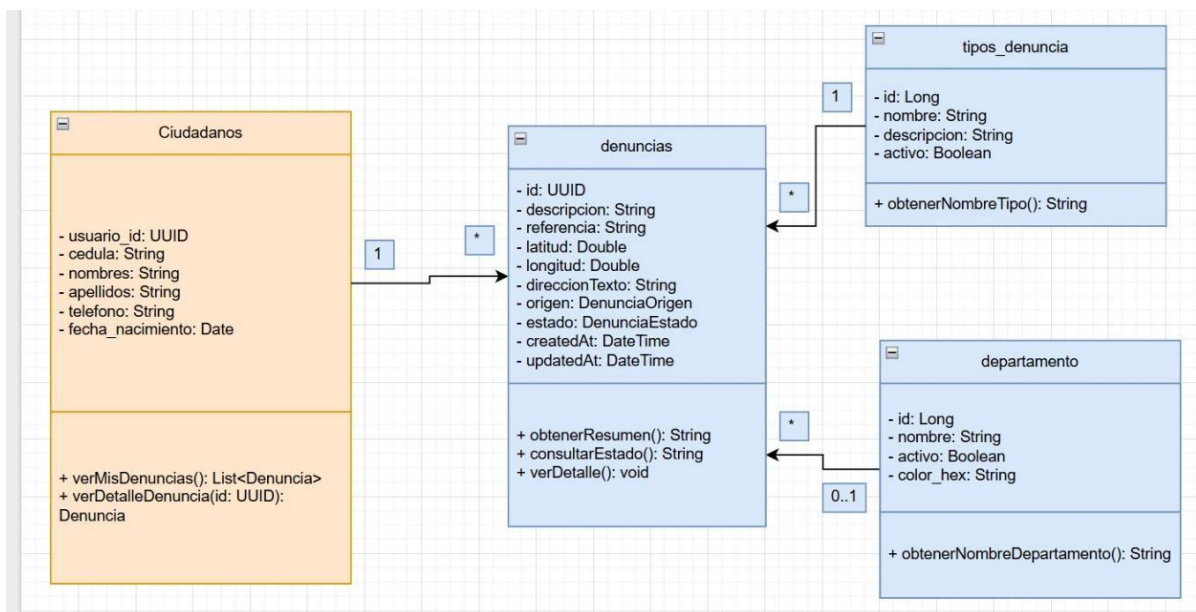 Ciudadanos
- usuario_id: UUID
- cedula: String
- nombres: String
- apellidos: String
- telefono: String
- fecha_nacimiento: Date
+ verMisDenuncias(): List<Denuncia>
+ verDetalleDenuncia(id: UUID):
Denuncia
1
*
denuncias
- id: UUID
- descripcion: String
- referencia: String
- latitud: Double
- longitud: Double
- direccionTexto: String
- origen: DenunciaOrigen
- estado: DenunciaEstado
- createdAt: DateTime
- updatedAt: DateTime
+ obtenerResumen(): String
+ consultarEstado(): String
+ verDetalle(): void
1
*
tipos_denuncia
- id: Long
- nombre: String
- descripcion: String
- activo: Boolean
+ obtenerNombreTipo(): String
*
0..1
departamento
- id: Long
- nombre: String
- activo: Boolean
- color_hex: String
+ obtenerNombreDepartamento(): String